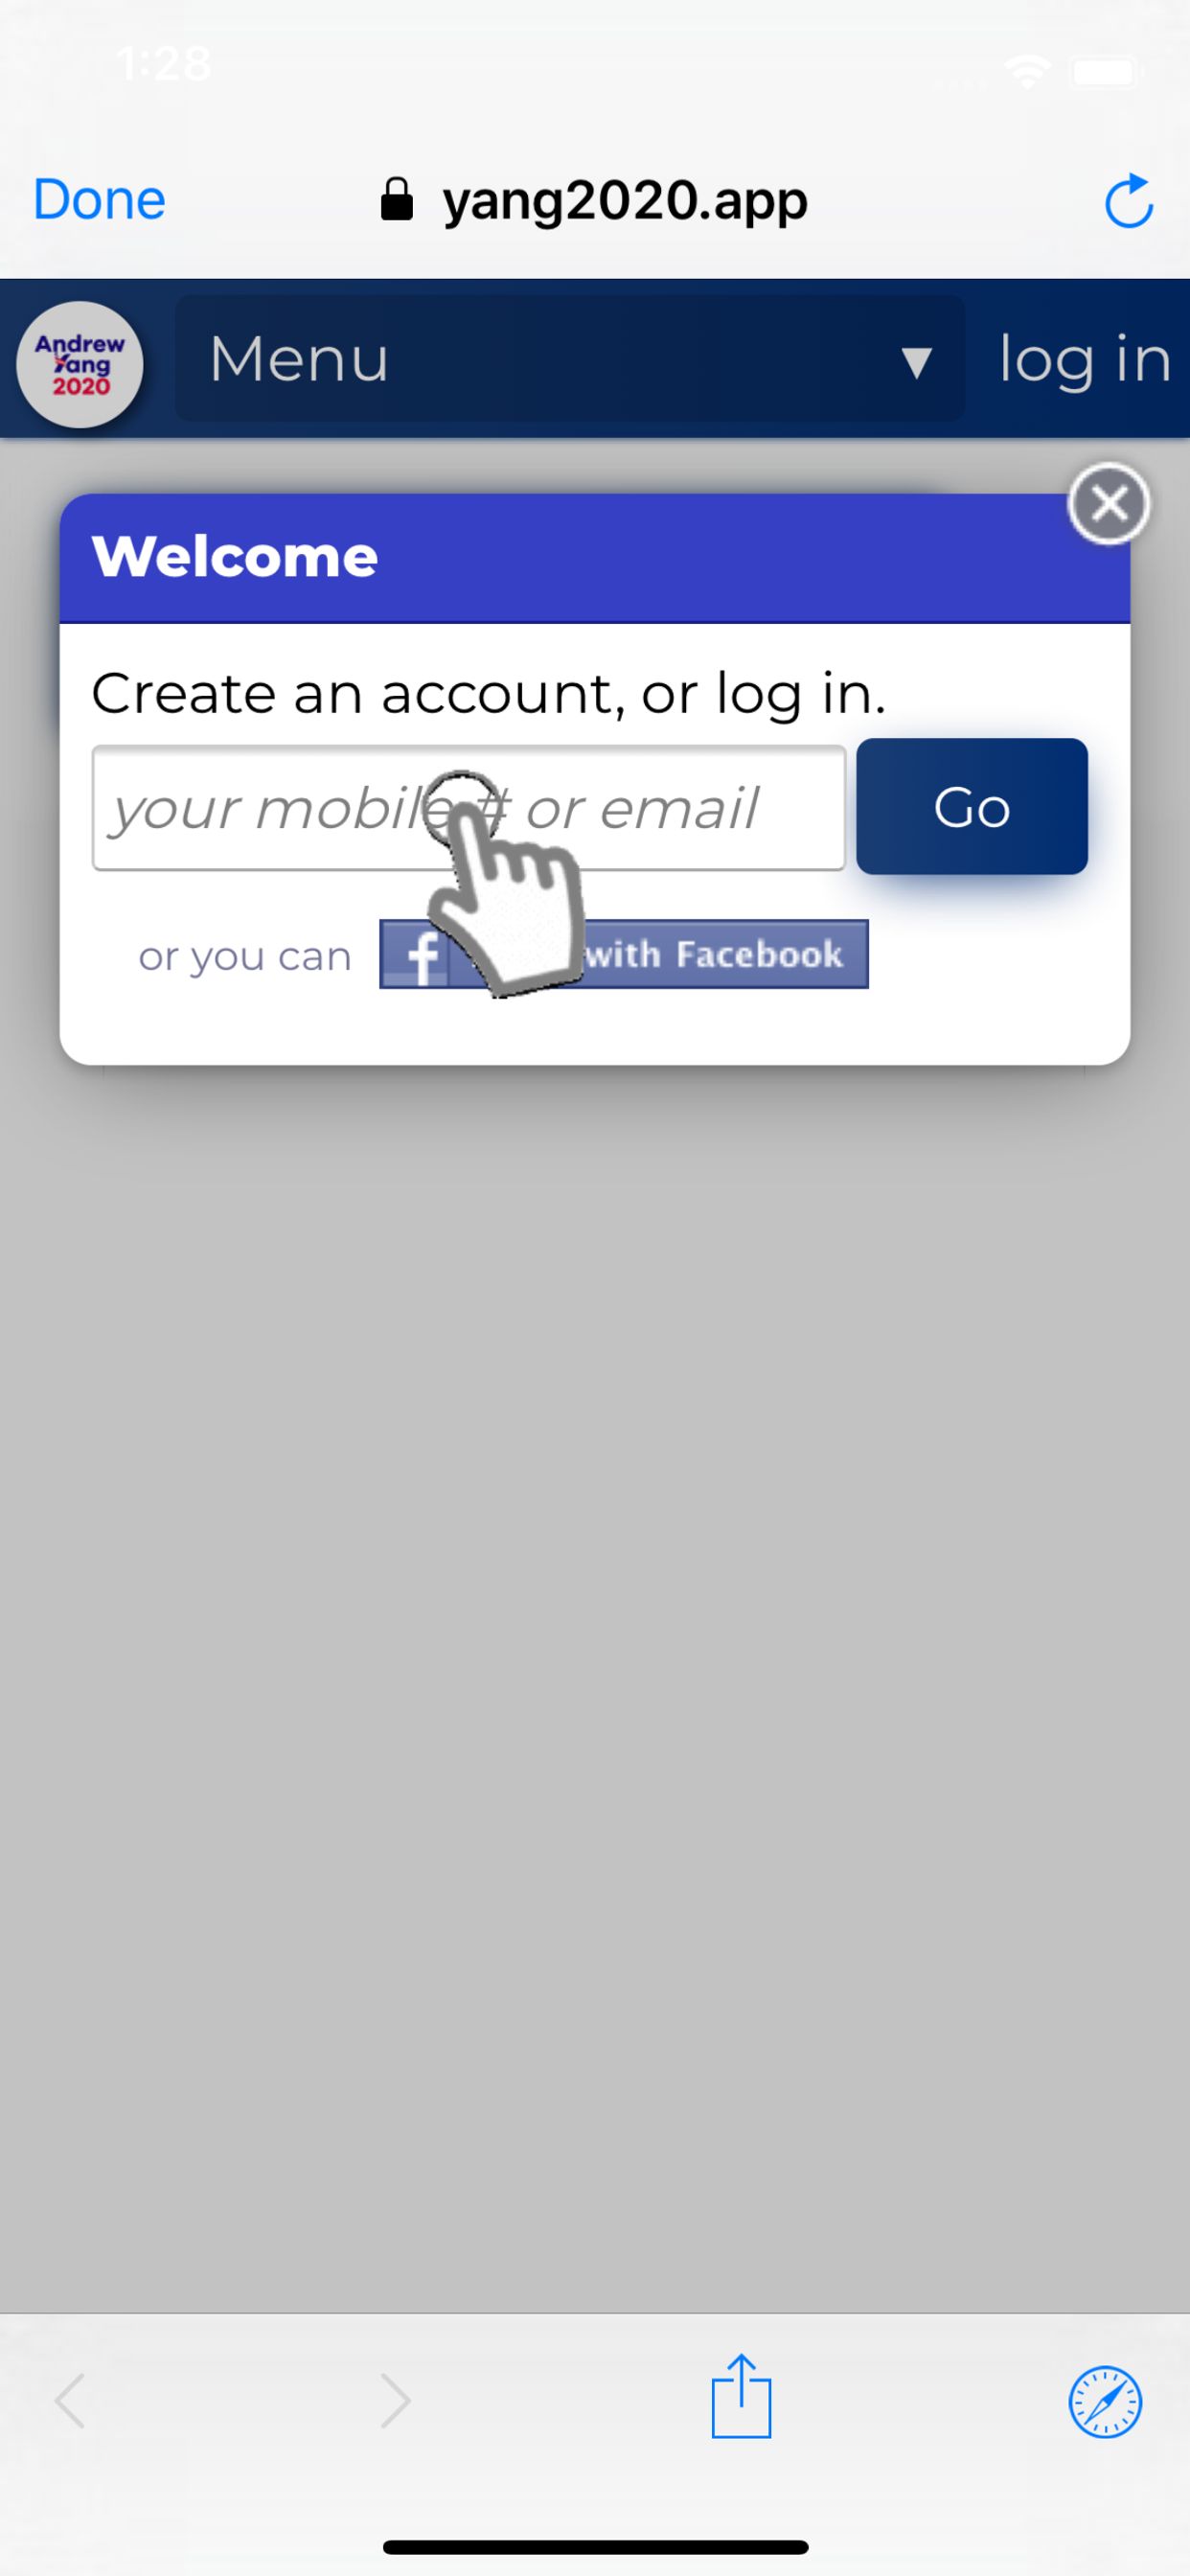 1:28
Done
yang2020.app
Andrew
Yang
2020
Menu
log in
Welcome
Create an account, or log in.
your mobile # or email
Go
or you can
f
with Facebook